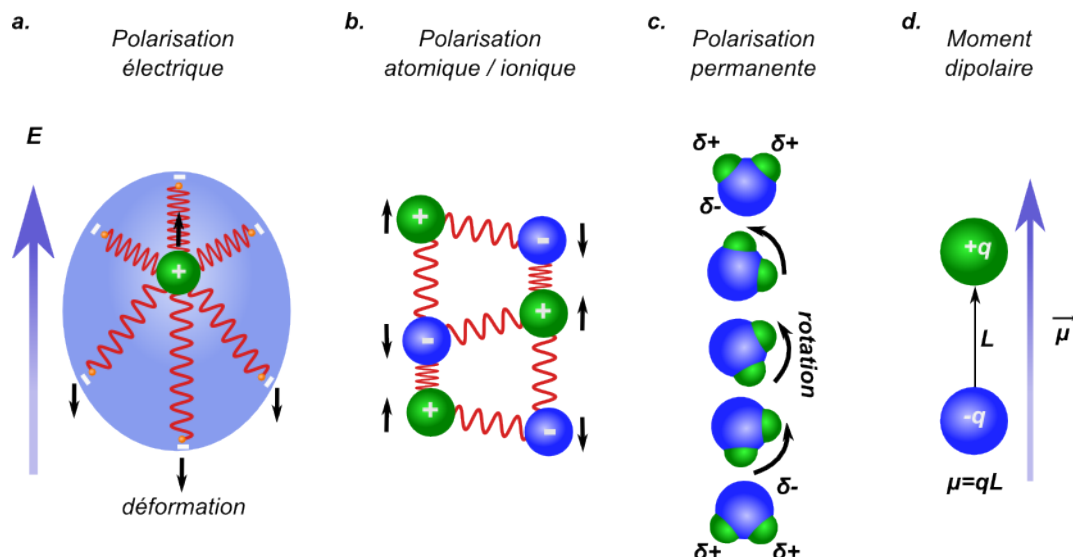 a.
Polarisation
électrique
E
+
déformation
b.
Polarisation
atomique / ionique
+
-
+
-
+
-
c.
Polarisation
permanente
δ+ δ+
δ-
rotation
δ-
δ+ δ+
d.
Moment
dipolaire
+q
L
μ
-q
μ=qL